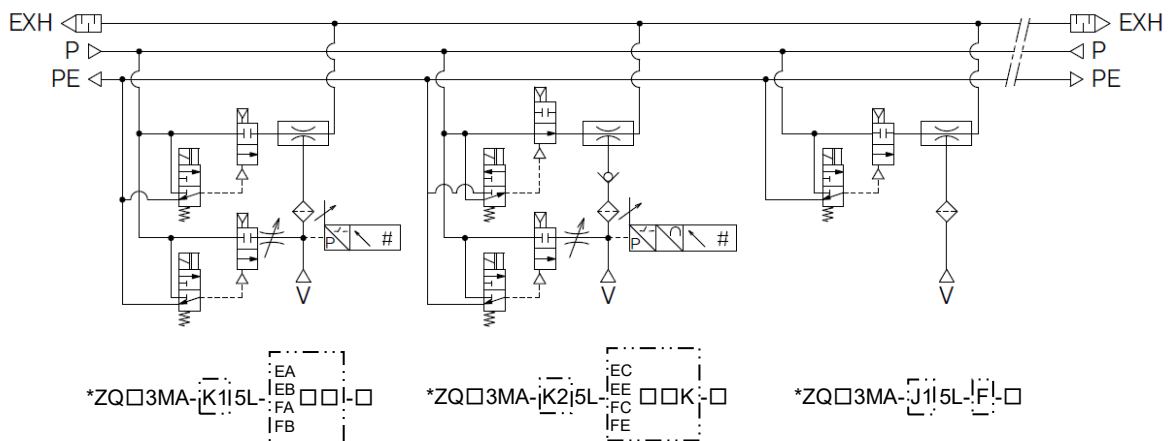 EXH EXH
P P
PE PE
P # P #
V V V
*ZQ□3MA-K1 5L-
EA
EB
FA
FB
□□-□
*ZQ□3MA-K2 5L-
EC
EE
FC
FE
□□K-□
*ZQ□3MA-J1 5L-F-□